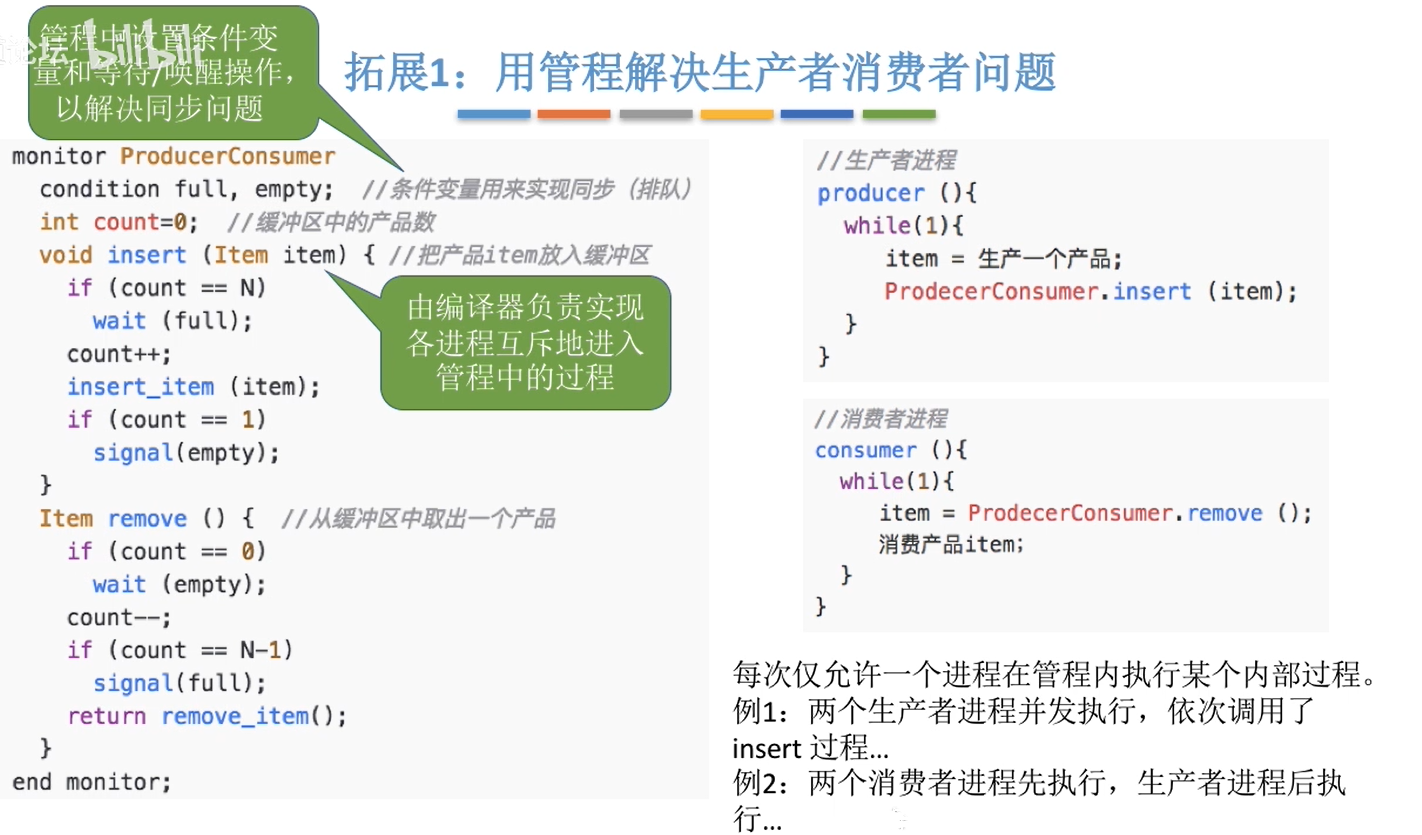 管程中设置条件变
量和等待/唤醒操作，
以解决同步问题
bilibili
拓展1：用管程解决生产者消费者问题
monitor ProducerConsumer
condition full, empty; //条件变量用来实现同步（排队）
int count=0; //缓冲区中的产品数
void insert (Item item) { //把产品item放入缓冲区
if (count == N)
wait (full);
count++;
insert_item (item);
if (count == 1)
signal(empty);
}
Item remove () { //从缓冲区中取出一个产品
if (count == 0)
wait (empty);
count--;
if (count == N-1)
signal(full);
return remove_item();
}
end monitor;
由编译器负责实现
各进程互斥地进入
管程中的过程
//生产者进程
producer (){
while(1){
item = 生产一个产品;
ProdecerConsumer.insert (item);
}
}
//消费者进程
consumer (){
while(1){
item = ProdecerConsumer.remove ();
消费产品item;
}
}
每次仅允许一个进程在管程内执行某个内部过程。
例1：两个生产者进程并发执行，依次调用了
insert 过程...
例2：两个消费者进程先执行，生产者进程后执
行...